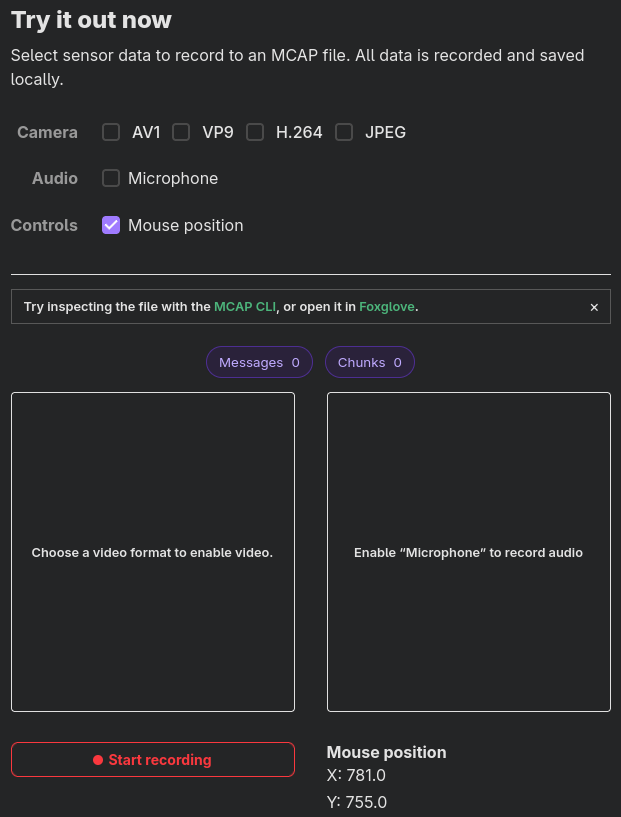 Try it out now
Select sensor data to record to an MCAP file. All data is recorded and saved
locally.
Camera AV1 VP9 H.264 JPEG
Audio Microphone
Controls Mouse position
Try inspecting the file with the MCAP CLI, or open it in Foxglove. ×
Messages 0 Chunks 0
Choose a video format to enable video. Enable “Microphone” to record audio
Start recording Mouse position
X: 781.0
Y: 755.0